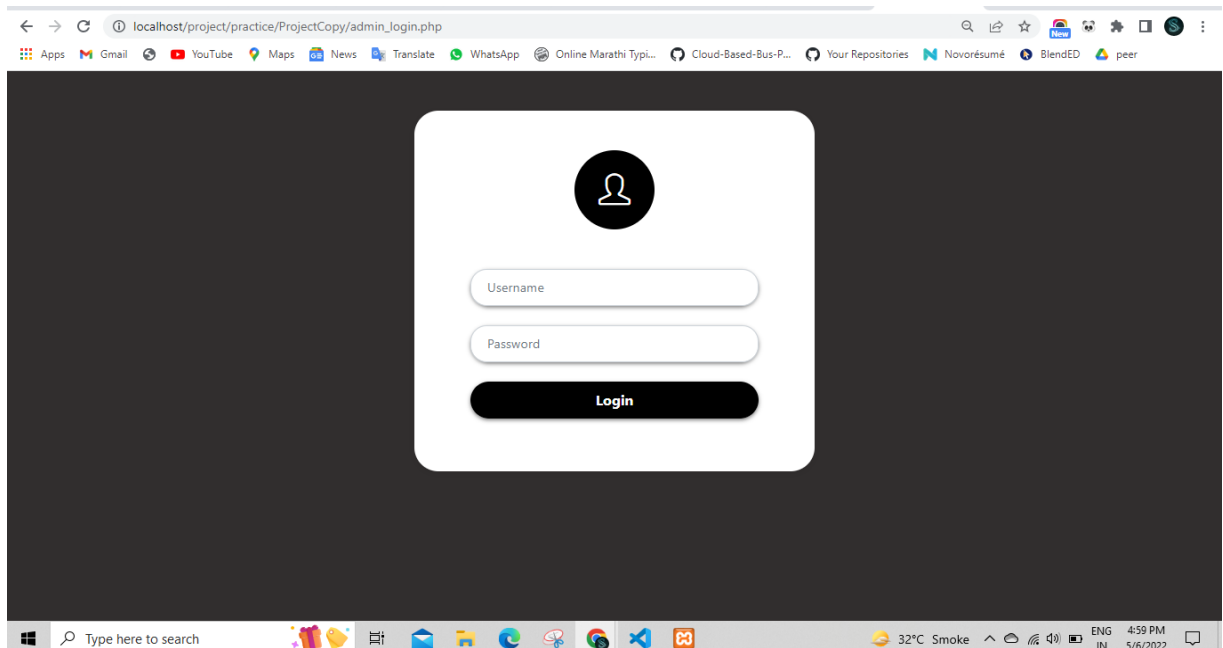 localhost/project/practice/ProjectCopy/admin_login.php
New
Apps Gmail YouTube Maps News Translate WhatsApp Online Marathi Typi... Cloud-Based-Bus-P... Your Repositories Novorésumé BlendED peer
Username
Password
Login
Type here to search
32°C Smoke
ENG
IN
4:59 PM
5/6/2022